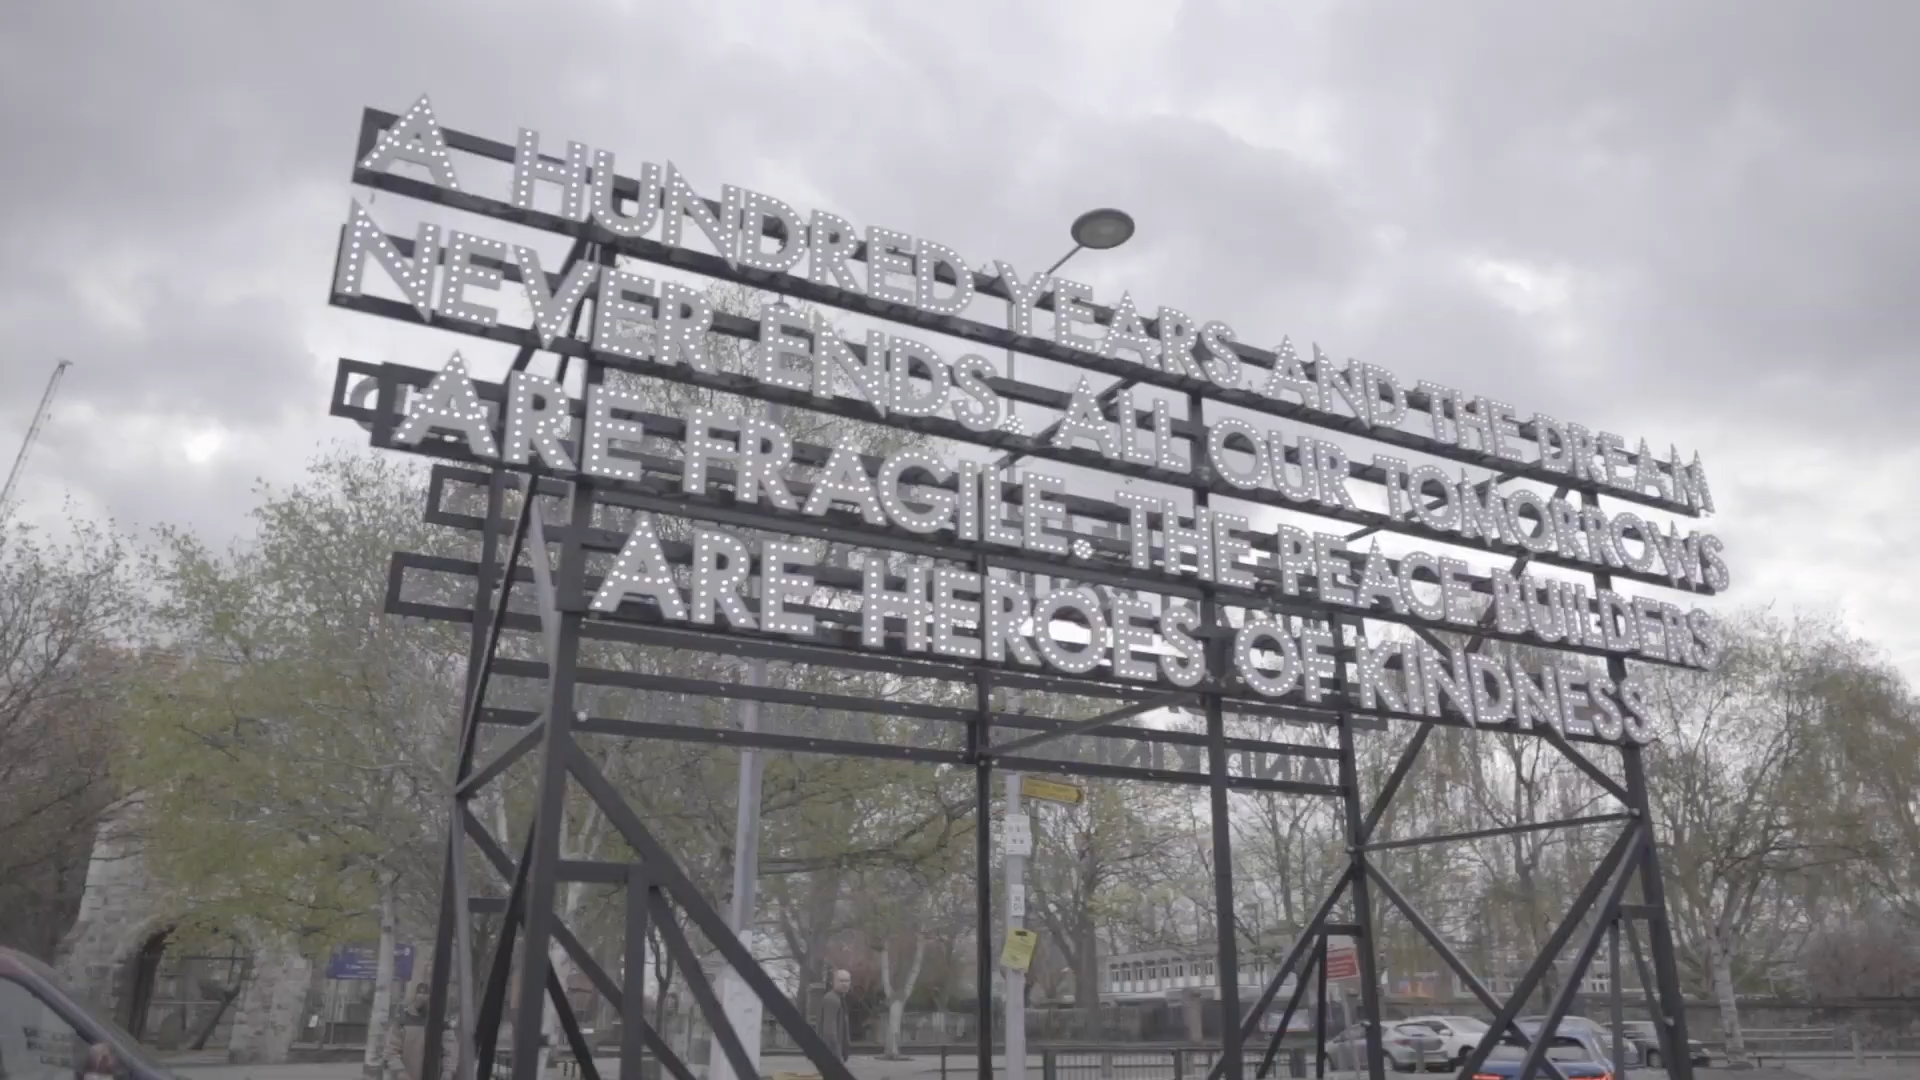 A HUNDRED YEARS AND THE DREAM
NEVER ENDS, ALL OUR TOMORROWS
ARE FRAGILE. THE PEACE BUILDERS
ARE HEROES OF KINDNESS